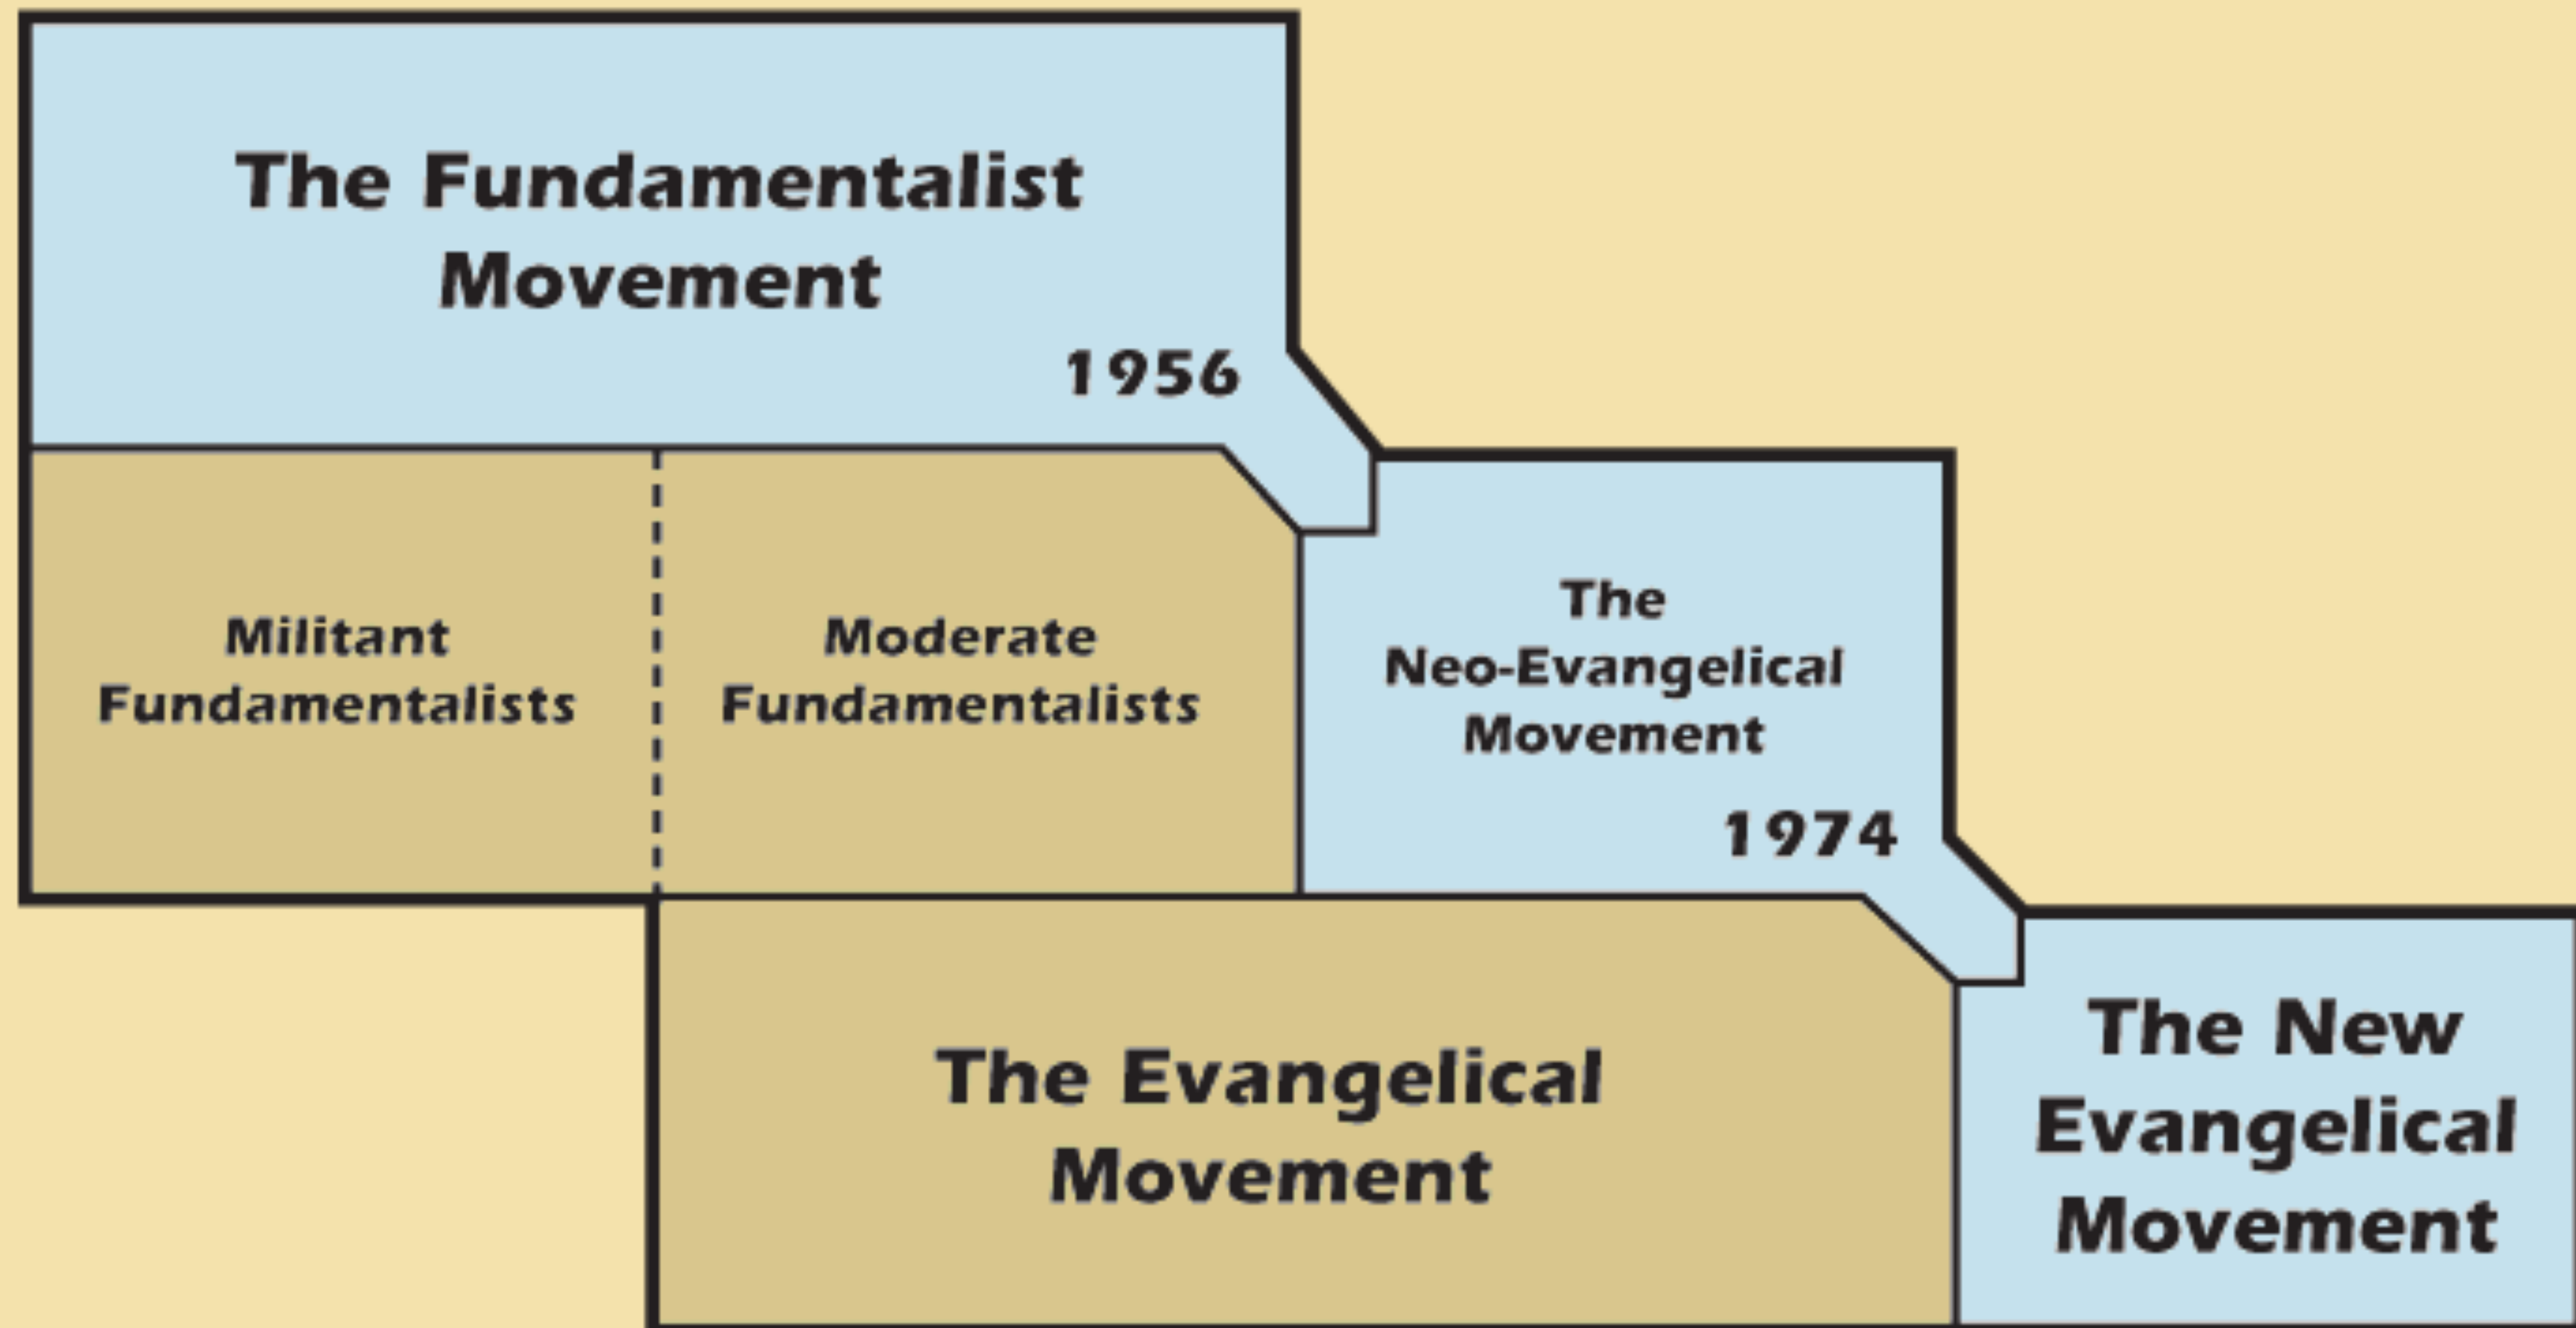 The Fundamentalist
Movement
1956
Militant
Fundamentalists
Moderate
Fundamentalists
The
Neo-Evangelical
Movement
1974
The Evangelical
Movement
The New
Evangelical
Movement